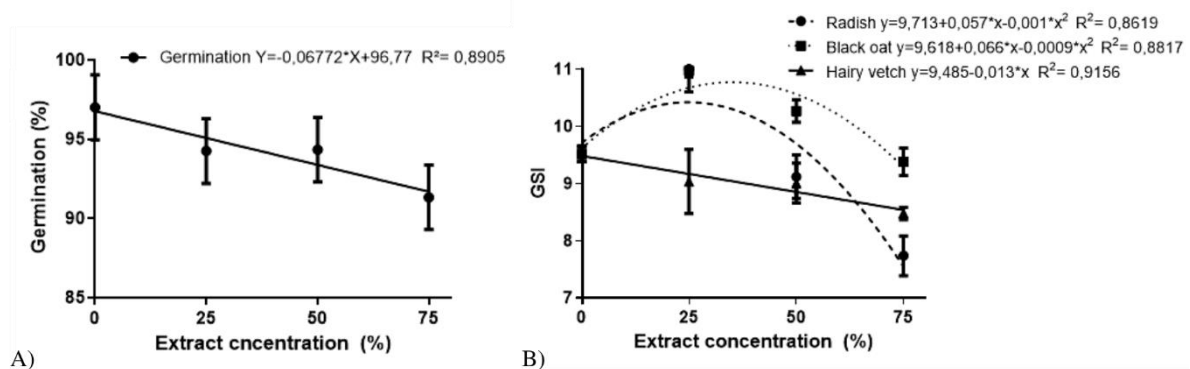 Germination Y=-0,06772*X+96,77 R²= 0,8905
100
95
90
85
Germination (%)
0 25 50 75
Extract cncentration (%)
A)
Radish y=9,713+0,057*x-0,001*x² R²= 0,8619
Black oat y=9,618+0,066*x-0,0009*x² R²= 0,8817
Hairy vetch y=9,485-0,013*x R²= 0,9156
11
10
9
8
7
GSI
0 25 50 75
Extract concentration (%)
B)